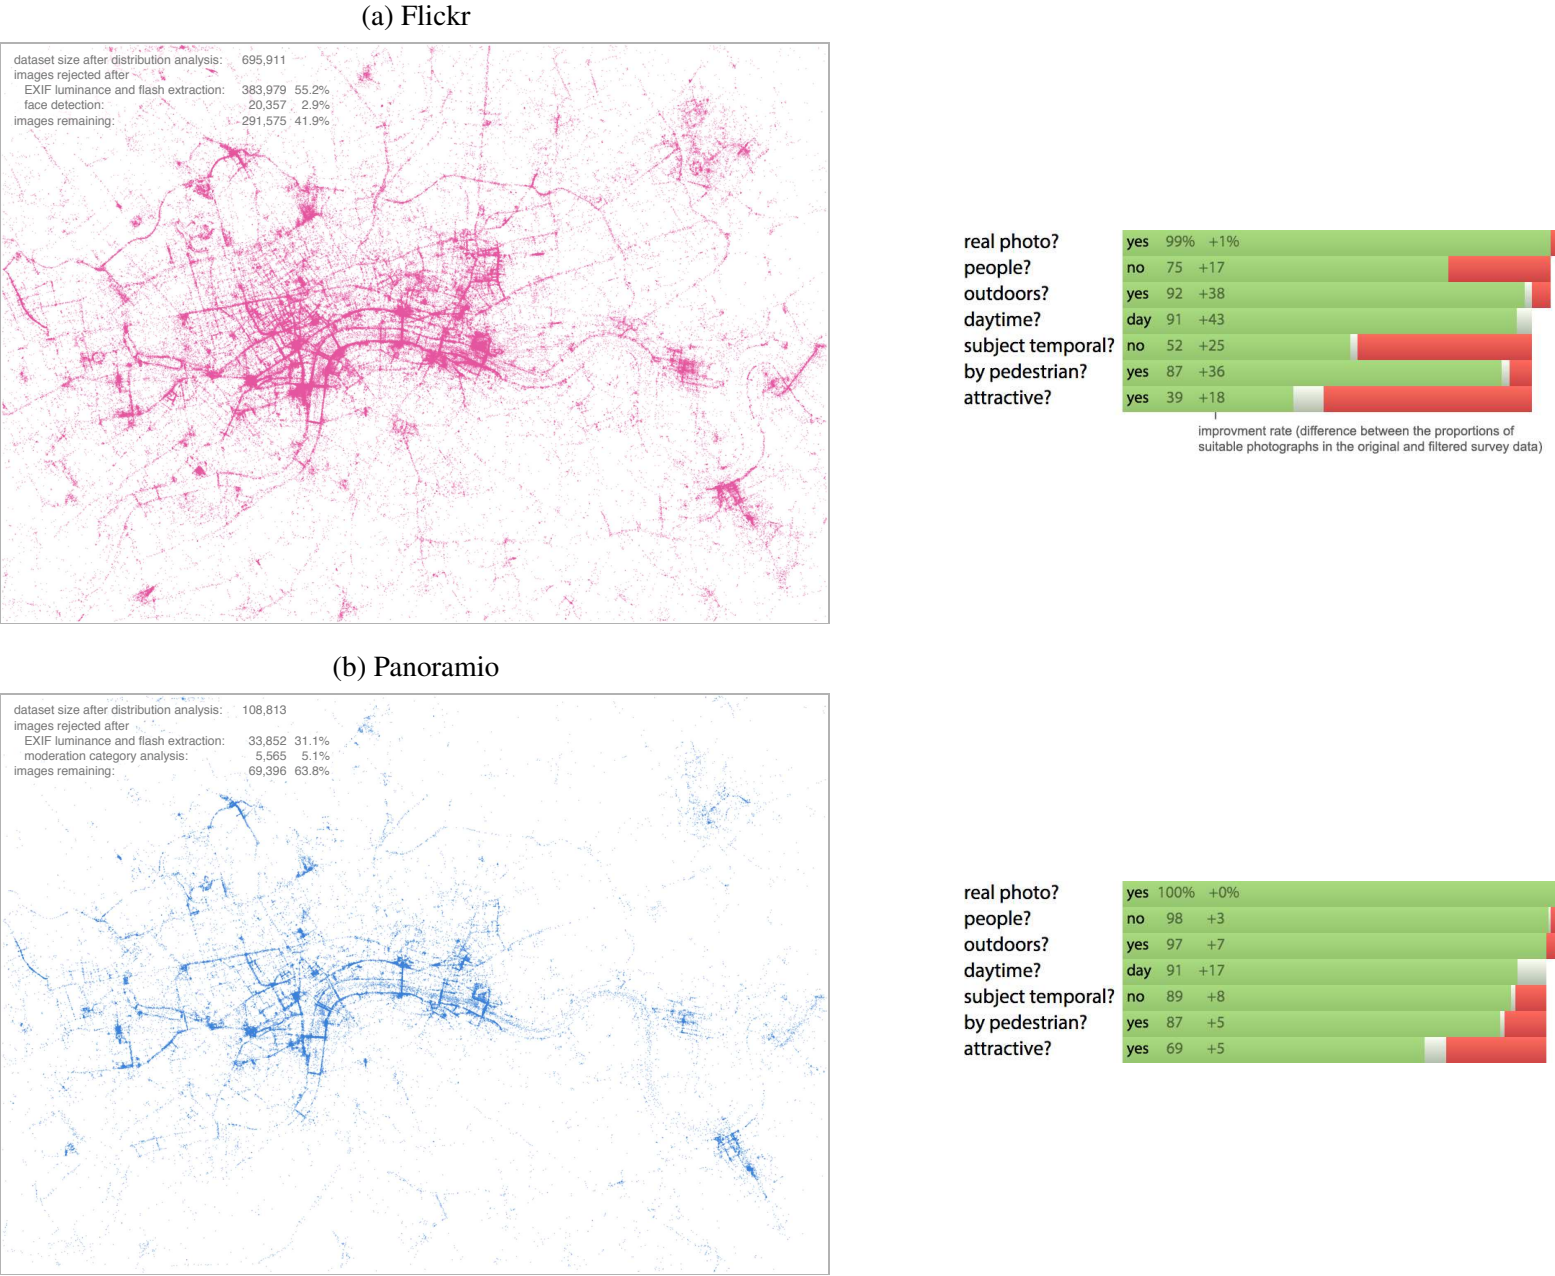 (a) Flickr
dataset size after distribution analysis: 695,911
images rejected after
EXIF luminance and flash extraction: 383,979 55.2%
face detection: 20,357 2.9%
images remaining: 291,575 41.9%
real photo? yes 99% +1%
people? no 75 +17
outdoors? yes 92 +38
daytime? day 91 +43
subject temporal? no 52 +25
by pedestrian? yes 87 +36
attractive? yes 39 +18
improvment rate (difference between the proportions of
suitable photographs in the original and filtered survey data)
(b) Panoramio
dataset size after distribution analysis: 108,813
images rejected after
EXIF luminance and flash extraction: 33,852 31.1%
moderation category analysis: 5,565 5.1%
images remaining: 69,396 63.8%
real photo? yes 100% +0%
people? no 98 +3
outdoors? yes 97 +7
daytime? day 91 +17
subject temporal? no 89 +8
by pedestrian? yes 87 +5
attractive? yes 69 +5